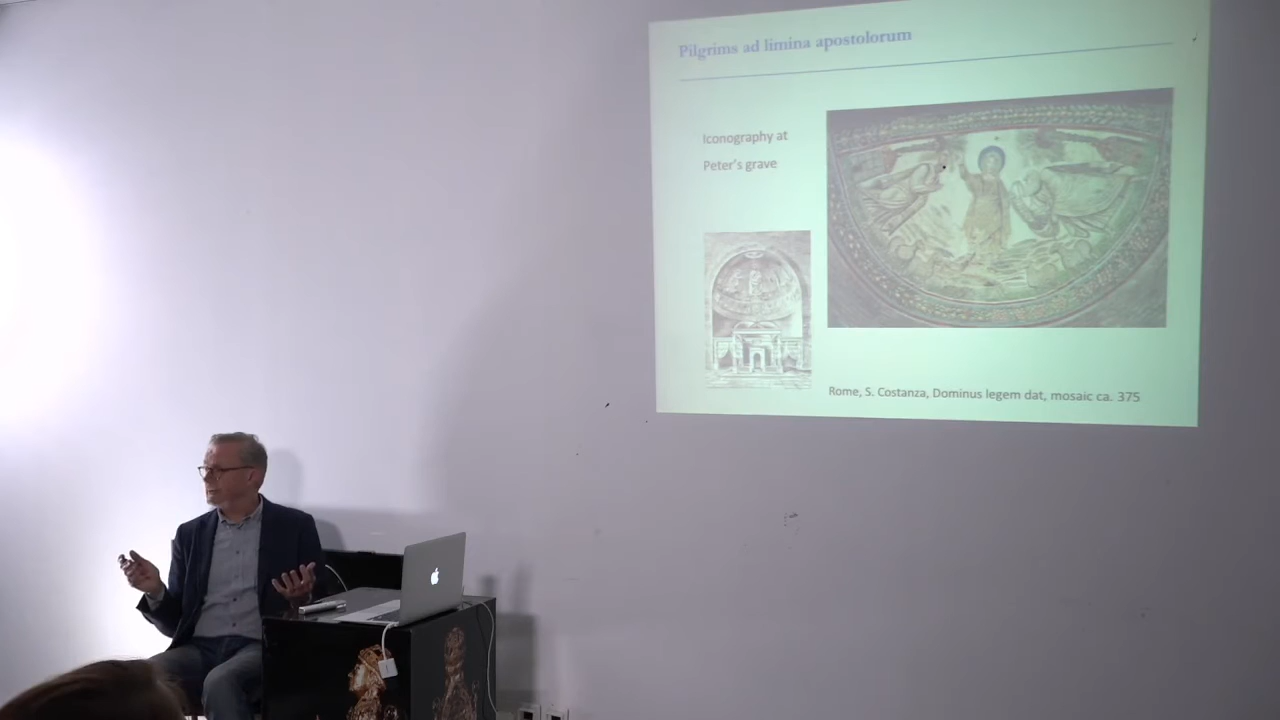 Pilgrims ad limina apostolorum
Iconography at
Peter's grave
Rome, S. Costanza, Dominus legem dat, mosaic ca. 375